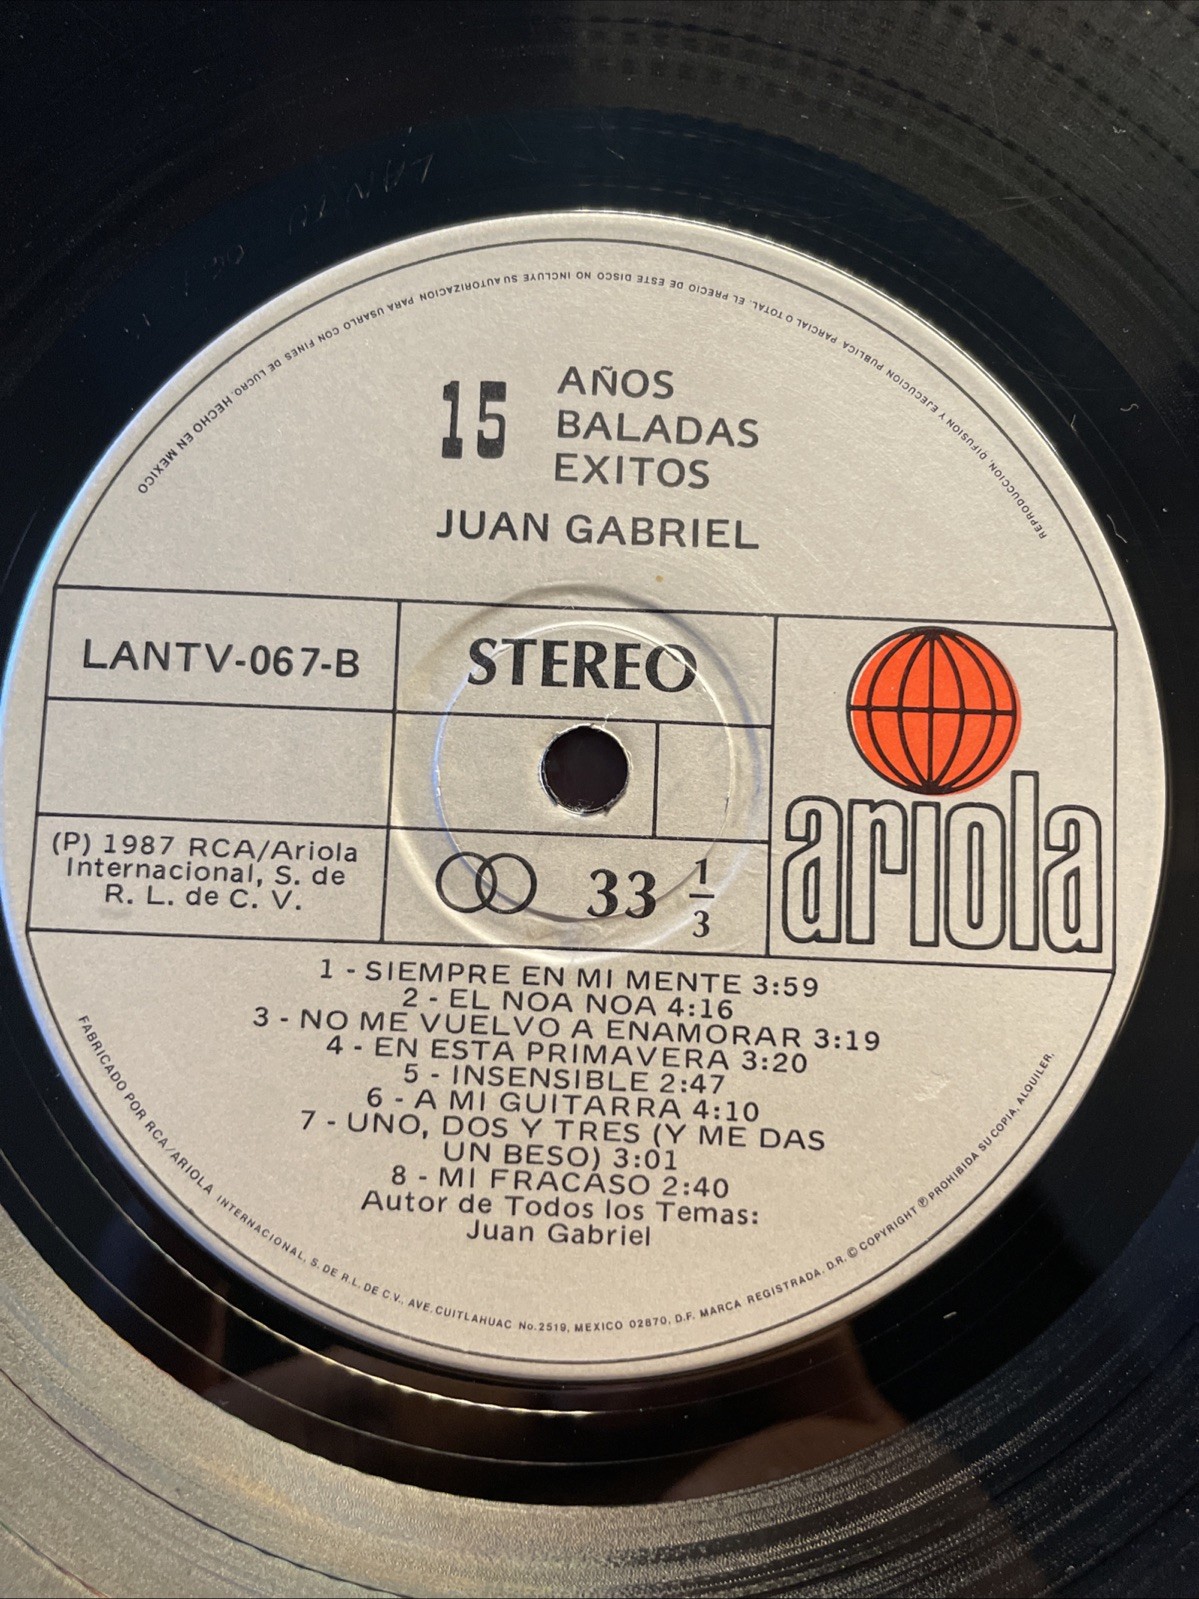 LANTV 067
REPRODUCCION, DIFUSION Y EJECUCION PUBLICA PARCIAL O TOTAL. EL PRECIO DE ESTE DISCO NO INCLUYE SU AUTORIZACION PARA USARLO CON FINES DE LUCRO. HECHO EN MEXICO
15
AÑOS
BALADAS
EXITOS
JUAN GABRIEL
LANTV-067-B
STEREO
(P) 1987 RCA/Ariola
Internacional, S. de
R. L. de C. V.
33 1/3
ariola
1 - SIEMPRE EN MI MENTE 3:59
2 - EL NOA NOA 4:16
3 - NO ME VUELVO A ENAMORAR 3:19
4 - EN ESTA PRIMAVERA 3:20
5 - INSENSIBLE 2:47
6 - A MI GUITARRA 4:10
7 - UNO, DOS Y TRES (Y ME DAS
UN BESO) 3:01
8 - MI FRACASO 2:40
Autor de Todos los Temas:
Juan Gabriel
FABRICADO POR RCA/ARIOLA INTERNACIONAL, S. DE R.L. DE C.V., AVE. CUITLAHUAC No. 2519, MEXICO 02870, D.F. MARCA REGISTRADA. D.R. © COPYRIGHT ℗ PROHIBIDA SU COPIA, ALQUILER,